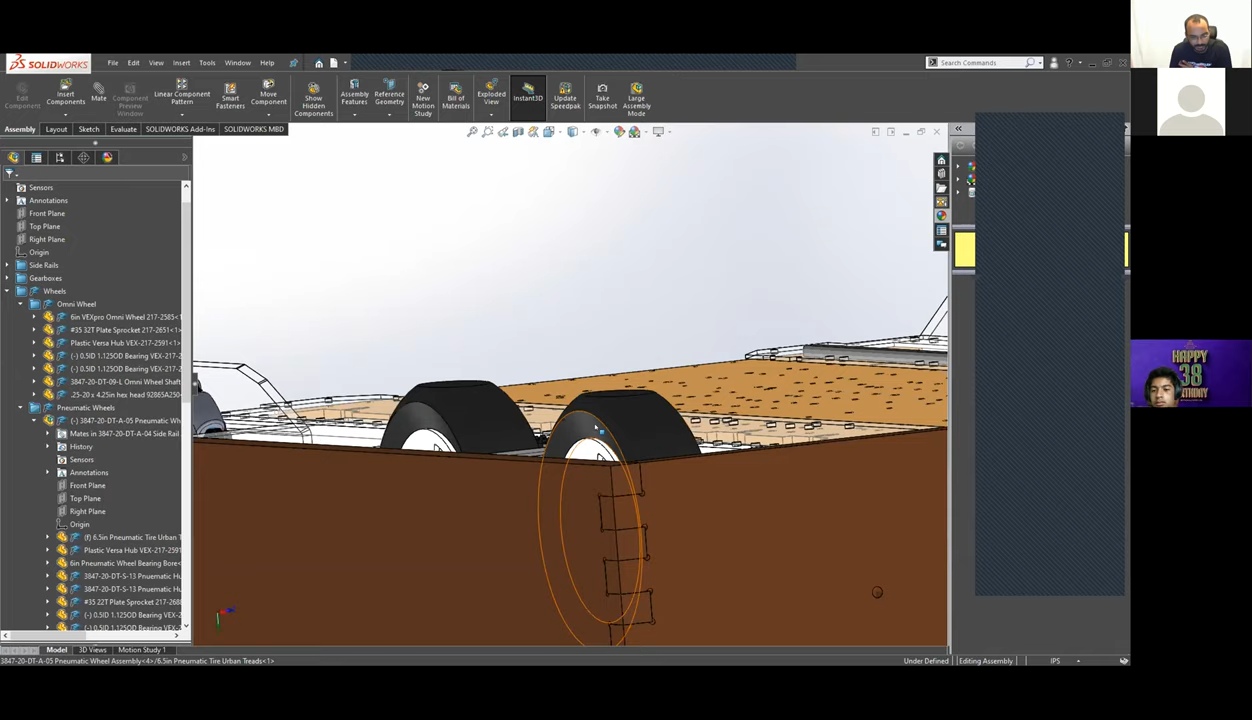 SOLIDWORKS File Edit View Insert Tools Window Help Search Commands
Edit Component
Insert Components
Mate
Component Preview Window
Linear Component Pattern
Smart Fasteners
Move Component
Show Hidden Components
Assembly Features
Reference Geometry
New Motion Study
Bill of Materials
Exploded View
Instant3D
Update Speedpak
Take Snapshot
Large Assembly Mode
Assembly Layout Sketch Evaluate SOLIDWORKS Add-Ins SOLIDWORKS MBD
Sensors
Annotations
Front Plane
Top Plane
Right Plane
Origin
Side Rails
Gearboxes
Wheels
Omni Wheel
6in VEXpro Omni Wheel 217-2585<1
#35 32T Plate Sprocket 217-2651<1>
Plastic Versa Hub VEX-217-2591<1>
(-) 0.5ID 1.125OD Bearing VEX-217-2
(-) 0.5ID 1.125OD Bearing VEX-217-2
3847-20-DT-09-L Omni Wheel Shaft
.25-20 x 4.25in hex head 92865A250
Pneumatic Wheels
(-) 3847-20-DT-A-05 Pneumatic Wh
Mates in 3847-20-DT-A-04 Side Rail
History
Sensors
Annotations
Front Plane
Top Plane
Right Plane
Origin
(f) 6.5in Pneumatic Tire Urban T
Plastic Versa Hub VEX-217-2591
6in Pneumatic Wheel Bearing Bore
3847-20-DT-S-13 Pnuematic Hu
3847-20-DT-S-13 Pnuematic Hu
#35 22T Plate Sprocket 217-268
(-) 0.5ID 1.125OD Bearing VEX-2
(-) 0.5ID 1.125OD Bearing VEX-2
Model 3D Views Motion Study 1
3847-20-DT-A-05 Pneumatic Wheel Assembly<4>/6.5in Pneumatic Tire Urban Treads<1> Under Defined Editing Assembly IPS
HAPPY
38
BIRTHDAY